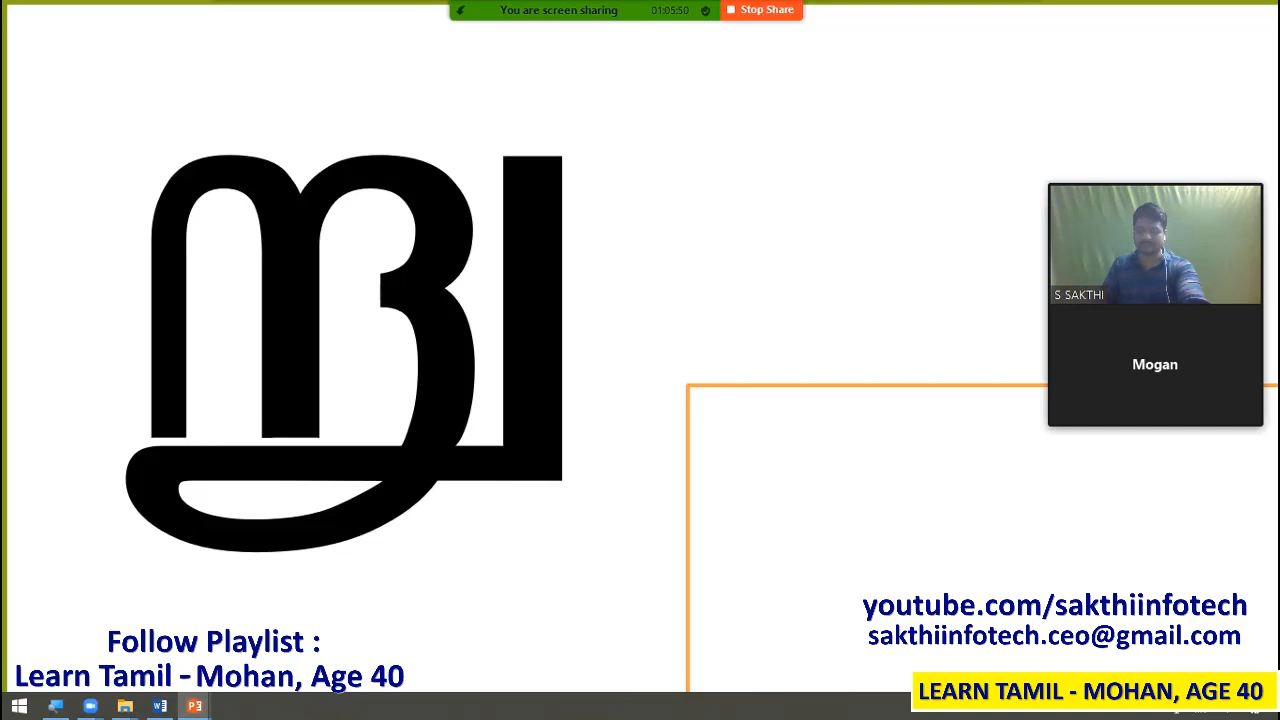 You are screen sharing 01:05:50 Stop Share
று
S SAKTHI
Mogan
youtube.com/sakthiinfotech
sakthiinfotech.ceo@gmail.com
Follow Playlist :
Learn Tamil - Mohan, Age 40
LEARN TAMIL - MOHAN, AGE 40